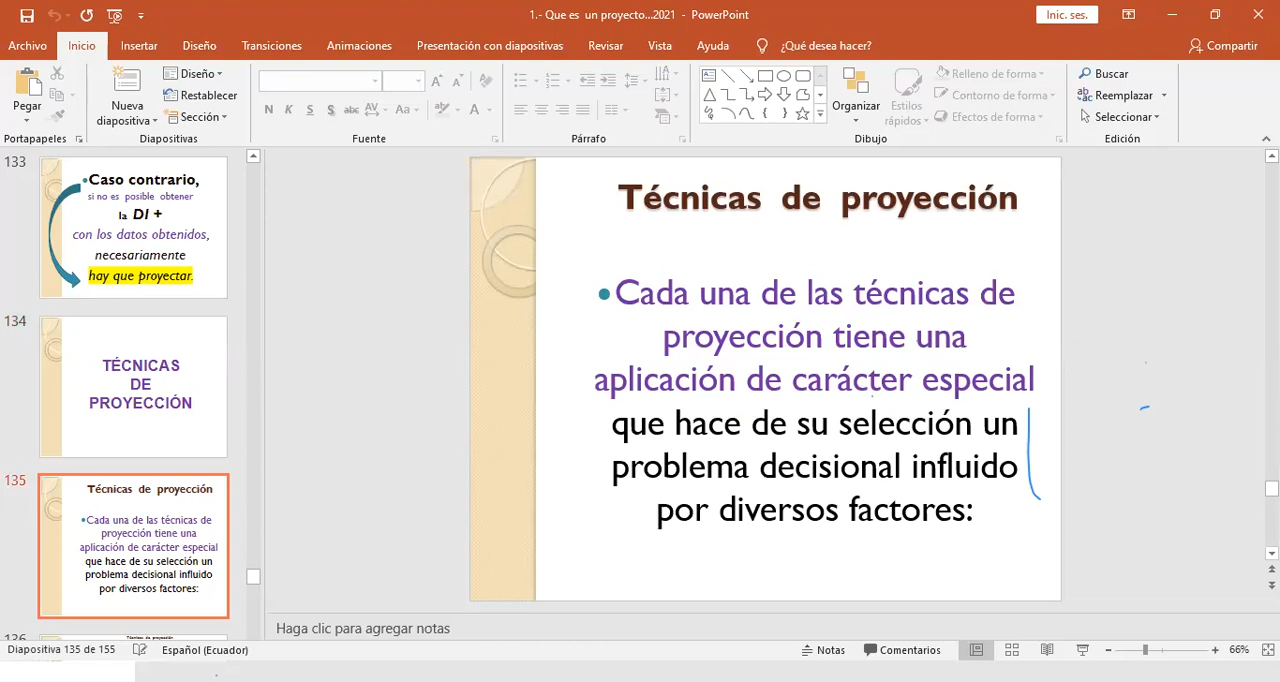 1.- Que es  un proyecto...2021  -  PowerPoint
Inic. ses.
Archivo
Inicio
Insertar
Diseño
Transiciones
Animaciones
Presentación con diapositivas
Revisar
Vista
Ayuda
¿Qué desea hacer?
Compartir
Pegar
Nueva
diapositiva
Diseño
Restablecer
Sección
N K S S abc AV Aa A
Relleno de forma
Contorno de forma
Efectos de forma
Organizar
Estilos
rápidos
Buscar
Reemplazar
Seleccionar
Portapapeles
Diapositivas
Fuente
Párrafo
Dibujo
Edición
133
•Caso contrario,
si no es posible obtener
la DI +
con los datos obtenidos,
necesariamente
hay que proyectar.
134
TÉCNICAS
DE
PROYECCIÓN
135
Técnicas de proyección
•Cada una de las técnicas de
proyección tiene una
aplicación de carácter especial
que hace de su selección un
problema decisional influido
por diversos factores:
136
Técnicas de proyección
Técnicas de proyección
•Cada una de las técnicas de
proyección tiene una
aplicación de carácter especial
que hace de su selección un
problema decisional influido
por diversos factores:
Haga clic para agregar notas
Diapositiva 135 de 155
Español (Ecuador)
Notas
Comentarios
66%